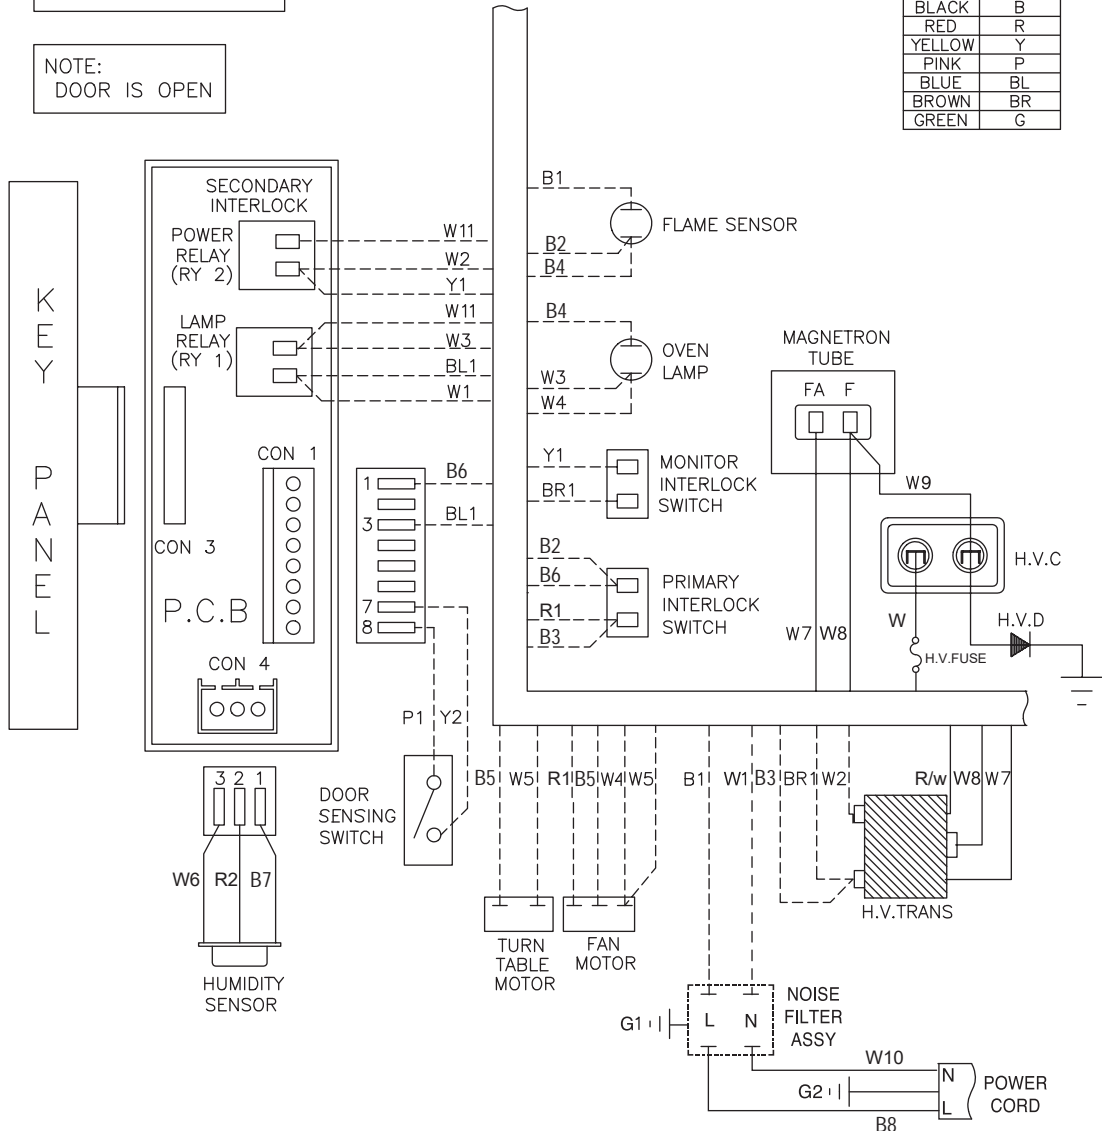 BLACK B
RED R
YELLOW Y
PINK P
BLUE BL
BROWN BR
GREEN G
NOTE:
DOOR IS OPEN
KEY PANEL
SECONDARY
INTERLOCK
POWER
RELAY
(RY 2)
LAMP
RELAY
(RY 1)
CON 1
CON 3
P.C.B
CON 4
W11
W2
Y1
W11
W3
BL1
W1
1
3
7
8
B6
BL1
P1
Y2
3 2 1
W6
R2
B7
HUMIDITY
SENSOR
DOOR
SENSING
SWITCH
B1
B2
B4
FLAME SENSOR
B4
W3
W4
OVEN
LAMP
Y1
BR1
MONITOR
INTERLOCK
SWITCH
B2
B6
R1
B3
PRIMARY
INTERLOCK
SWITCH
MAGNETRON
TUBE
FA F
W9
H.V.C
W7
W8
W
H.V.FUSE
H.V.D
B5
W5
R1
B5
W4
W5
B1
W1
B3
BR1
W2
R/w
W8
W7
H.V.TRANS
TURN
TABLE
MOTOR
FAN
MOTOR
G1
L N
NOISE
FILTER
ASSY
W10
G2
B8
N
L
POWER
CORD